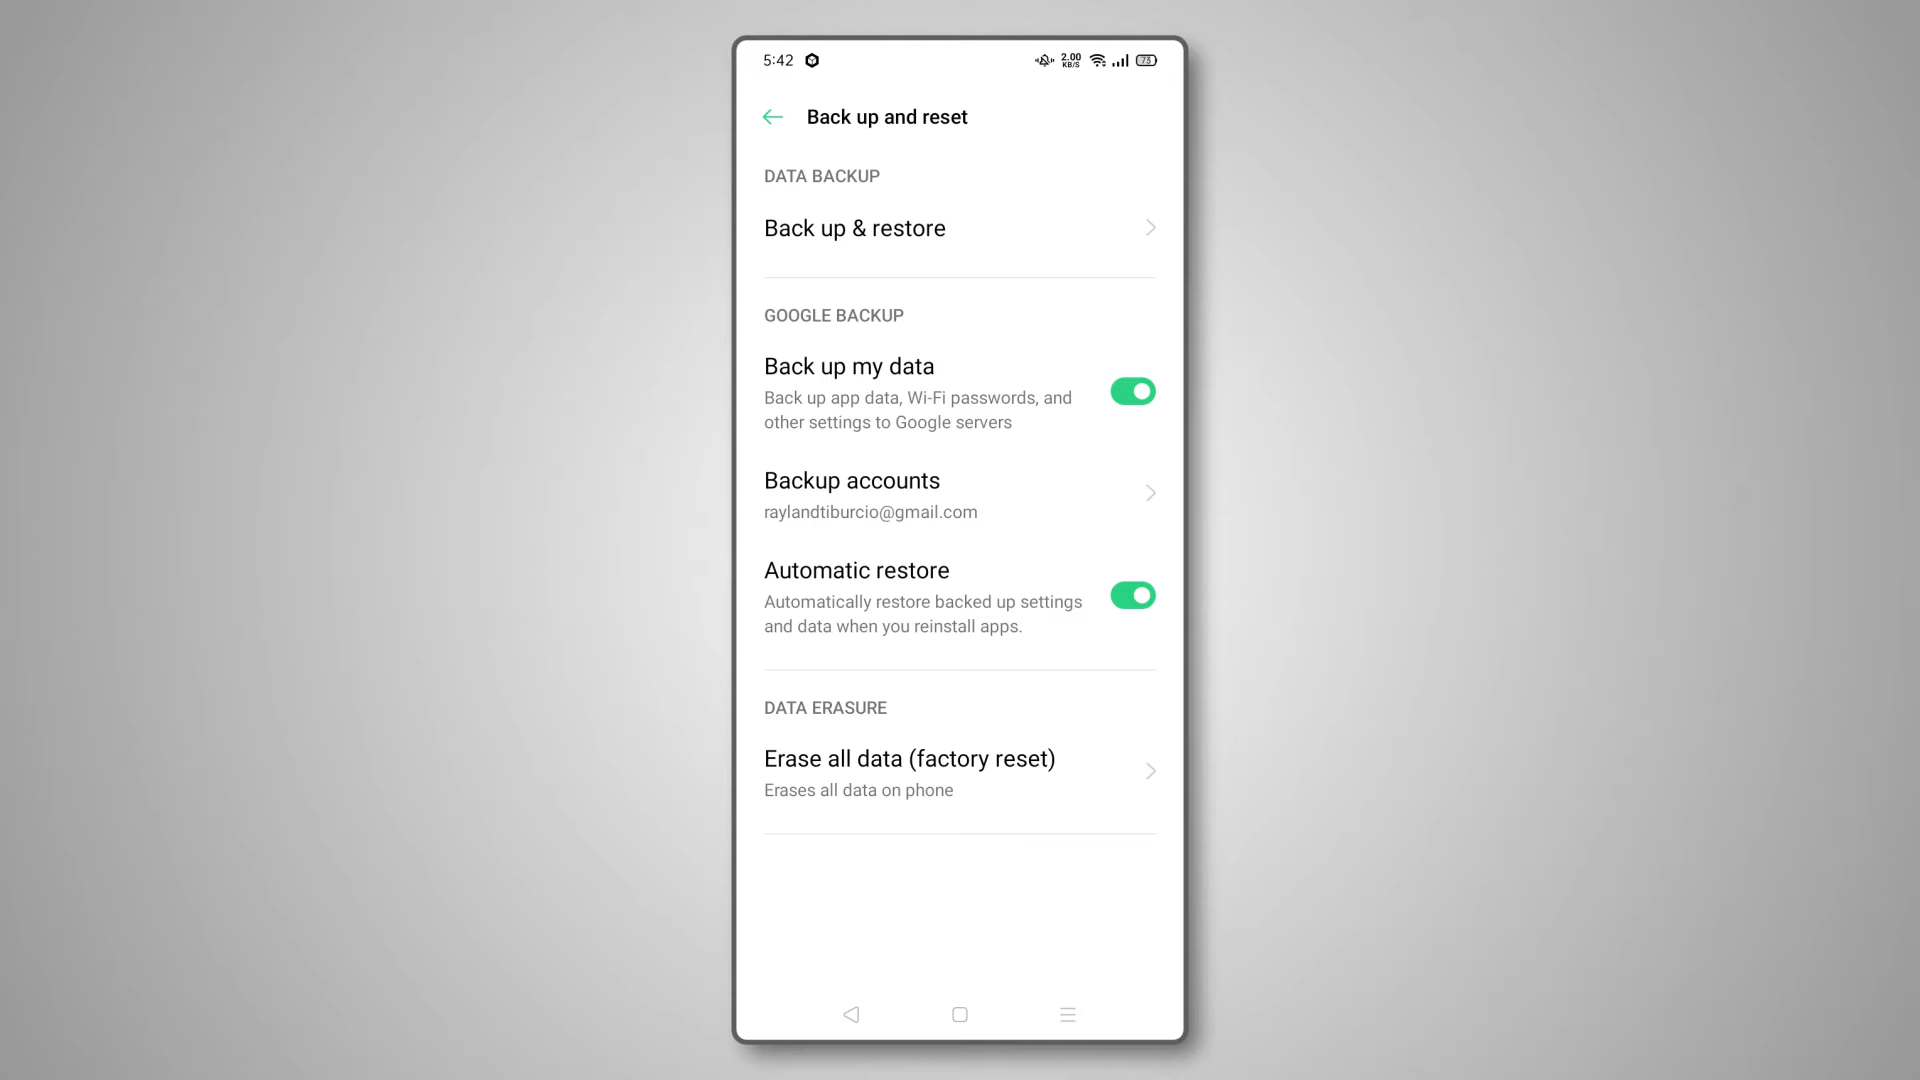 5:42
2.00
KB/S
73
Back up and reset
DATA BACKUP
Back up & restore
GOOGLE BACKUP
Back up my data
Back up app data, Wi-Fi passwords, and
other settings to Google servers
Backup accounts
raylandtiburcio@gmail.com
Automatic restore
Automatically restore backed up settings
and data when you reinstall apps.
DATA ERASURE
Erase all data (factory reset)
Erases all data on phone